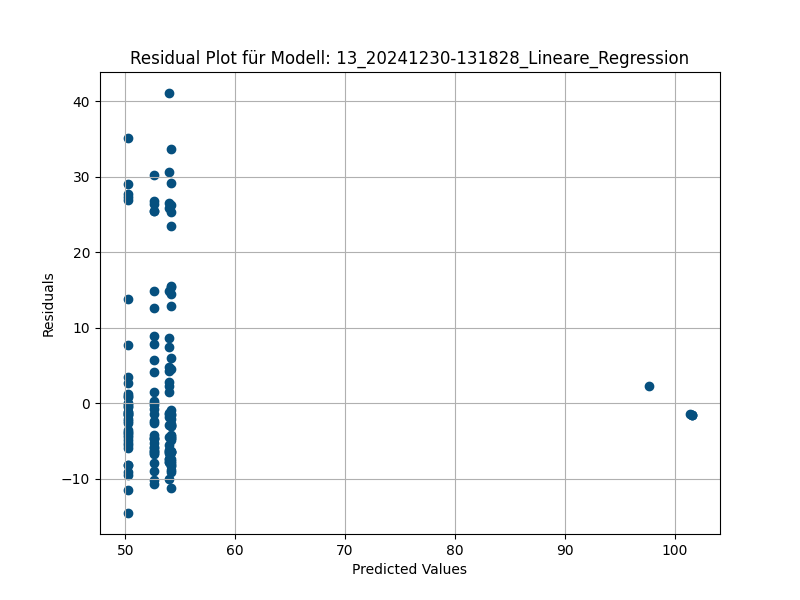 Residual Plot für Modell: 13_20241230-131828_Lineare_Regression
40
30
20
10
0
−10
Residuals
50 60 70 80 90 100
Predicted Values